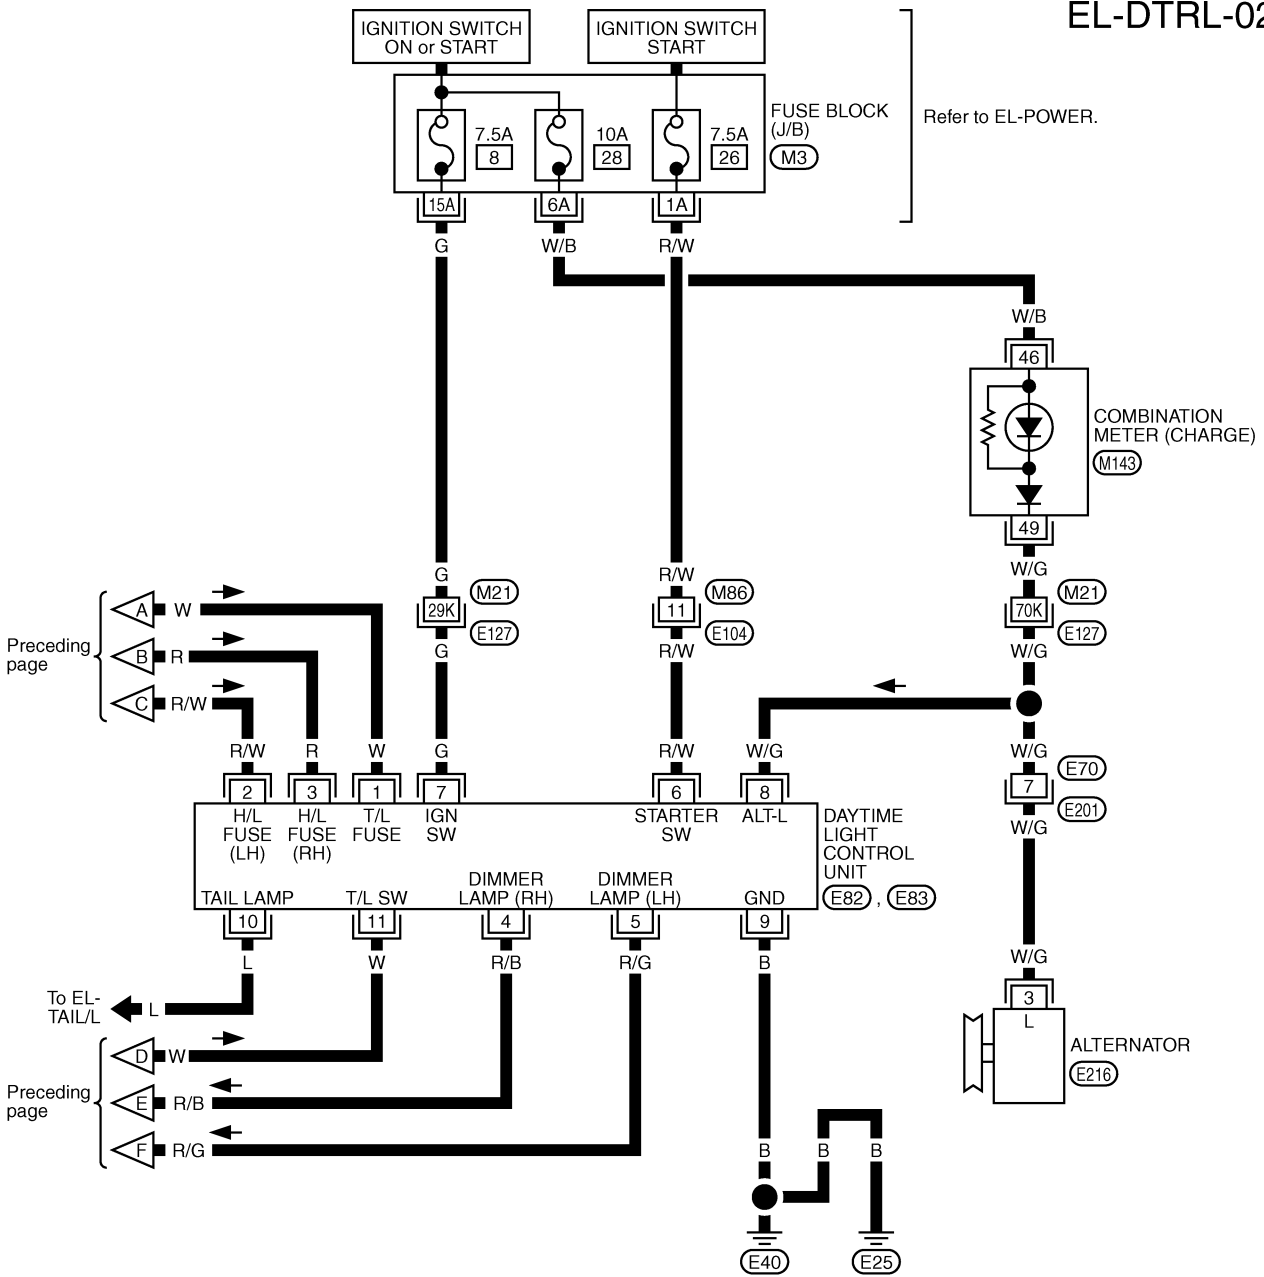 EL-DTRL-02
IGNITION SWITCH
ON or START
IGNITION SWITCH
START
FUSE BLOCK
(J/B)
M3
Refer to EL-POWER.
7.5A
8
10A
28
7.5A
26
15A
6A
1A
G
W/B
R/W
W/B
46
COMBINATION
METER (CHARGE)
M143
49
W/G
G
R/W
29K
M21
E127
11
M86
E104
70K
M21
E127
G
R/W
W/G
Preceding
page
A
W
B
R
C
R/W
R/W
R
W
G
R/W
W/G
W/G
E70
7
E201
W/G
2
3
1
7
6
8
H/L
FUSE
(LH)
H/L
FUSE
(RH)
T/L
FUSE
IGN
SW
STARTER
SW
ALT-L
DAYTIME
LIGHT
CONTROL
UNIT
E82 , E83
TAIL LAMP
T/L SW
DIMMER
LAMP (RH)
DIMMER
LAMP (LH)
GND
10
11
4
5
9
L
W
R/B
R/G
B
W/G
3
L
ALTERNATOR
E216
To EL-
TAIL/L
L
Preceding
page
D
W
E
R/B
F
R/G
B
B
B
E40
E25